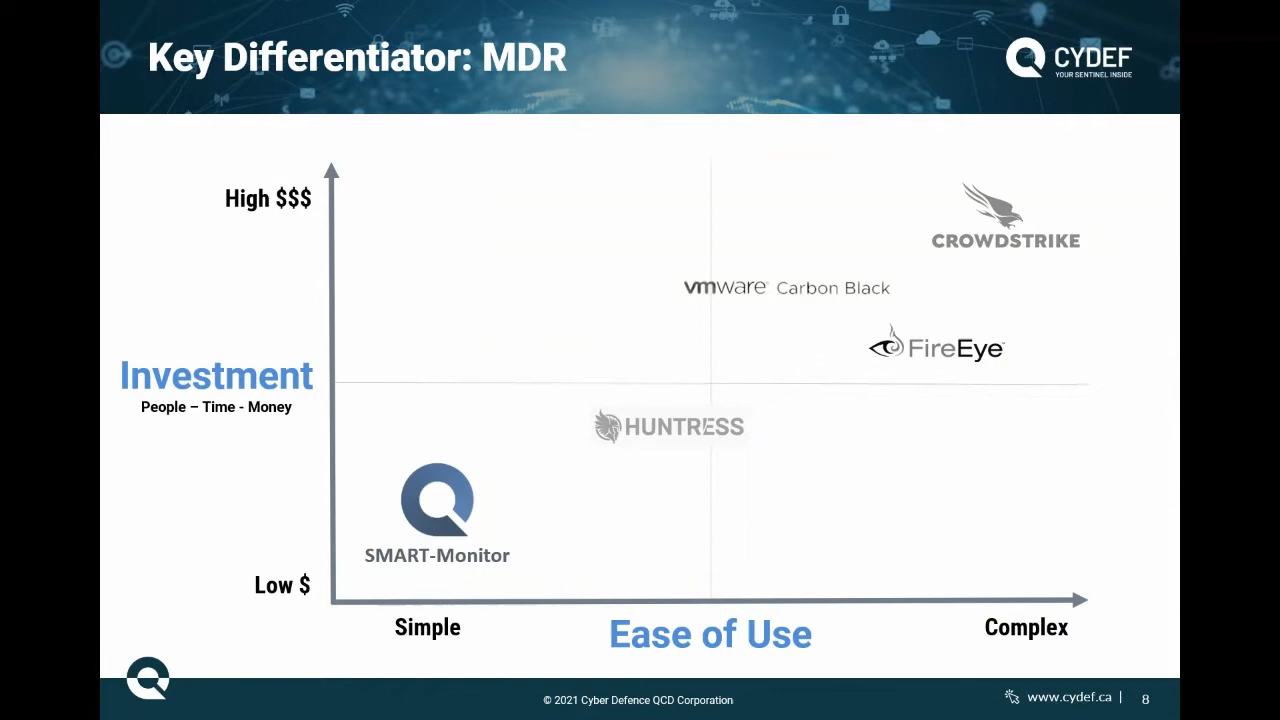 Key Differentiator: MDR
CYDEF
YOUR SENTINEL INSIDE
High $$$
CROWDSTRIKE
vmware® Carbon Black
FireEye™
Investment
People – Time - Money
HUNTRESS
SMART-Monitor
Low $
Simple
Ease of Use
Complex
© 2021 Cyber Defence QCD Corporation
www.cydef.ca |
8